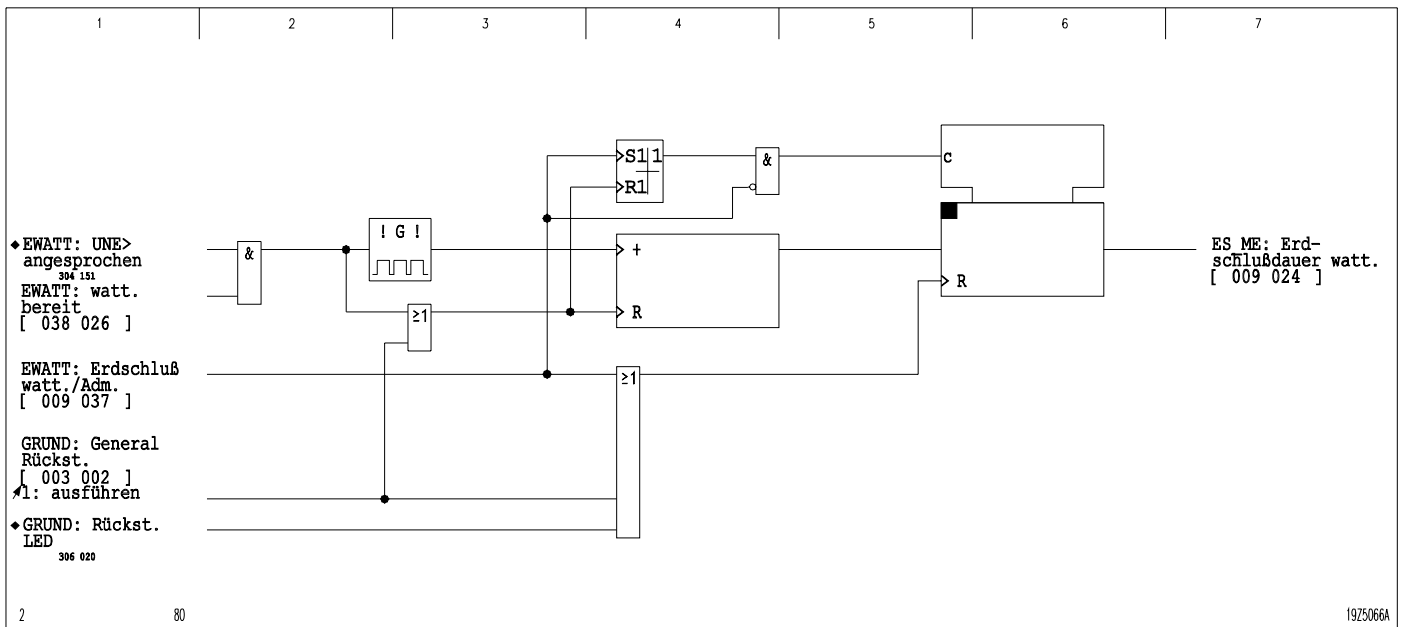 1 2 3 4 5 6 7
S1 1
R1
&
c
◆EWATT: UNE>
angesprochen
304 151
EWATT: watt.
bereit
[ 038 026 ]
&
! G !
≥1
+
R
R
ES_ME: Erd-
schlußdauer watt.
[ 009 024 ]
EWATT: Erdschluß
watt./Adm.
[ 009 037 ]
≥1
GRUND: General
Rückst.
[ 003 002 ]
1: ausführen
◆GRUND: Rückst.
LED
306 020
2 80 19Z5066A